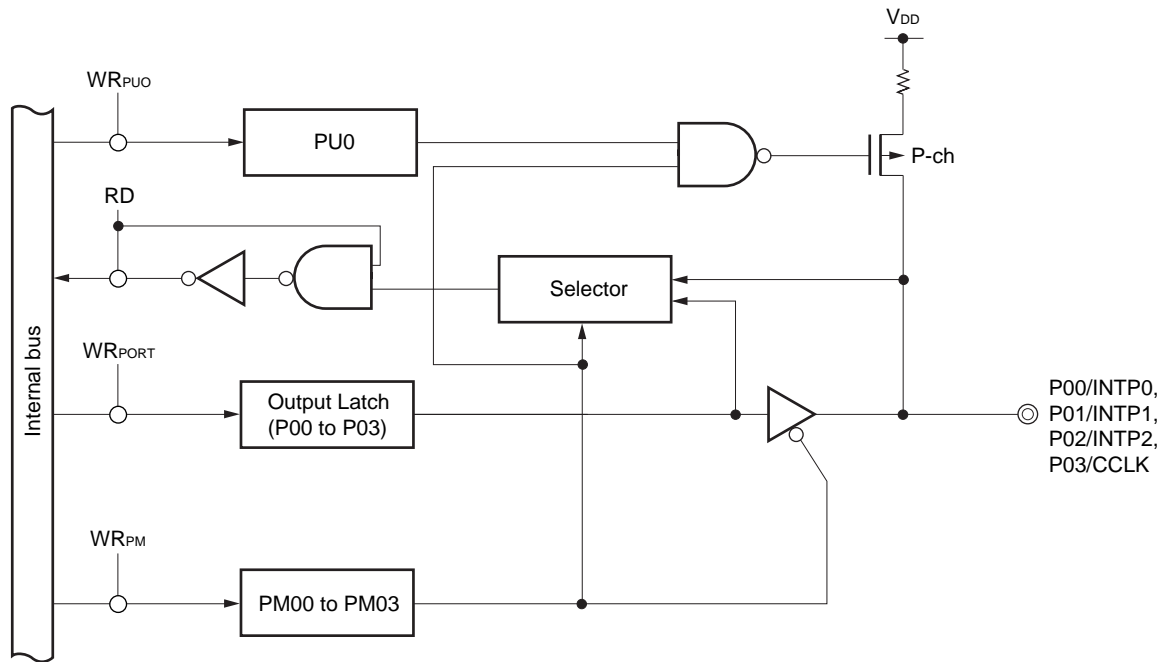 VDD
WRPUO
PU0
P-ch
RD
Selector
Internal bus
WRPORT
Output Latch
(P00 to P03)
P00/INTP0,
P01/INTP1,
P02/INTP2,
P03/CCLK
WRPM
PM00 to PM03